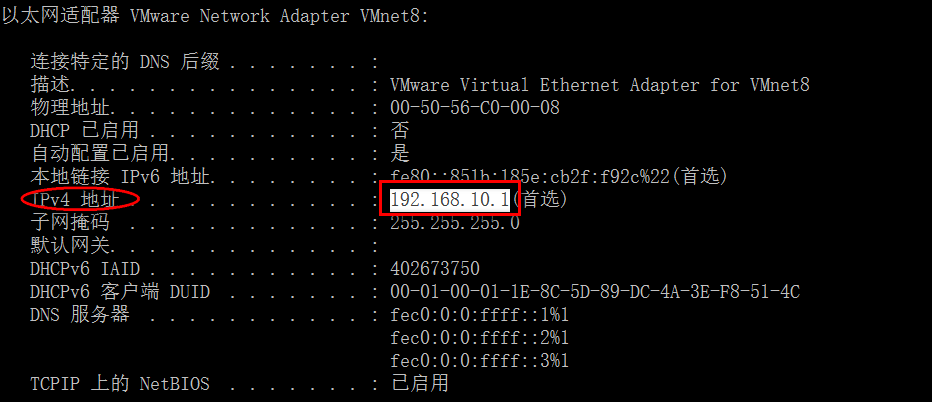 以太网适配器 VMware Network Adapter VMnet8:
连接特定的 DNS 后缀 . . . . . . . :
描述. . . . . . . . . . . . . . . : VMware Virtual Ethernet Adapter for VMnet8
物理地址. . . . . . . . . . . . . : 00-50-56-C0-00-08
DHCP 已启用 . . . . . . . . . . . : 否
自动配置已启用. . . . . . . . . . : 是
本地链接 IPv6 地址. . . . . . . . : fe80::851b:185e:cb2f:f92c%22(首选)
IPv4 地址 . . . . . . . . . . . . : 192.168.10.1(首选)
子网掩码 . . . . . . . . . . . . : 255.255.255.0
默认网关. . . . . . . . . . . . . :
DHCPv6 IAID . . . . . . . . . . . : 402673750
DHCPv6 客户端 DUID . . . . . . . : 00-01-00-01-1E-8C-5D-89-DC-4A-3E-F8-51-4C
DNS 服务器 . . . . . . . . . . . : fec0:0:0:ffff::1%1
fec0:0:0:ffff::2%1
fec0:0:0:ffff::3%1
TCPIP 上的 NetBIOS . . . . . . . : 已启用